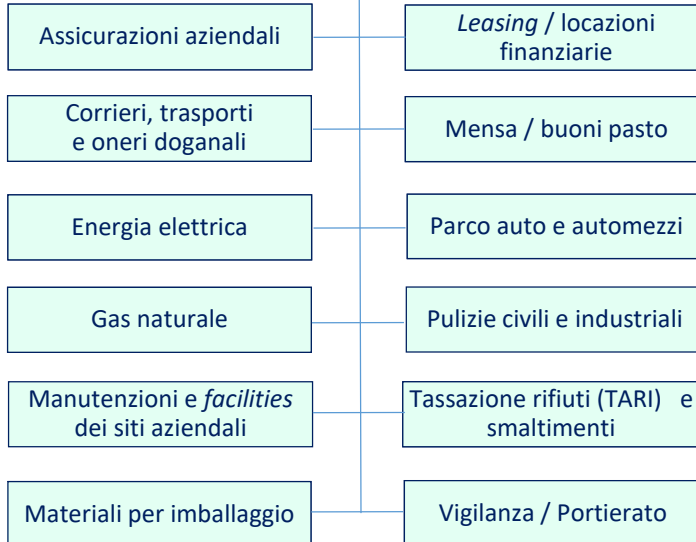 Assicurazioni aziendali
Leasing / locazioni
finanziarie
Corrieri, trasporti
e oneri doganali
Mensa / buoni pasto
Energia elettrica
Parco auto e automezzi
Gas naturale
Pulizie civili e industriali
Manutenzioni e facilities
dei siti aziendali
Tassazione rifiuti (TARI) e
smaltimenti
Materiali per imballaggio
Vigilanza / Portierato